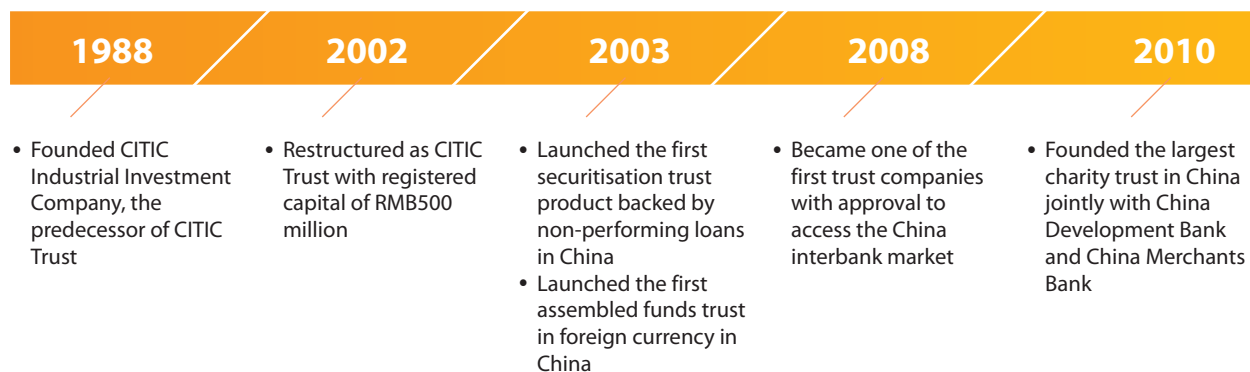 1988
2002
2003
2008
2010
• Founded CITIC
Industrial Investment
Company, the
predecessor of CITIC
Trust
• Restructured as CITIC
Trust with registered
capital of RMB500
million
• Launched the first
securitisation trust
product backed by
non-performing loans
in China
• Launched the first
assembled funds trust
in foreign currency in
China
• Became one of the
first trust companies
with approval to
access the China
interbank market
• Founded the largest
charity trust in China
jointly with China
Development Bank
and China Merchants
Bank